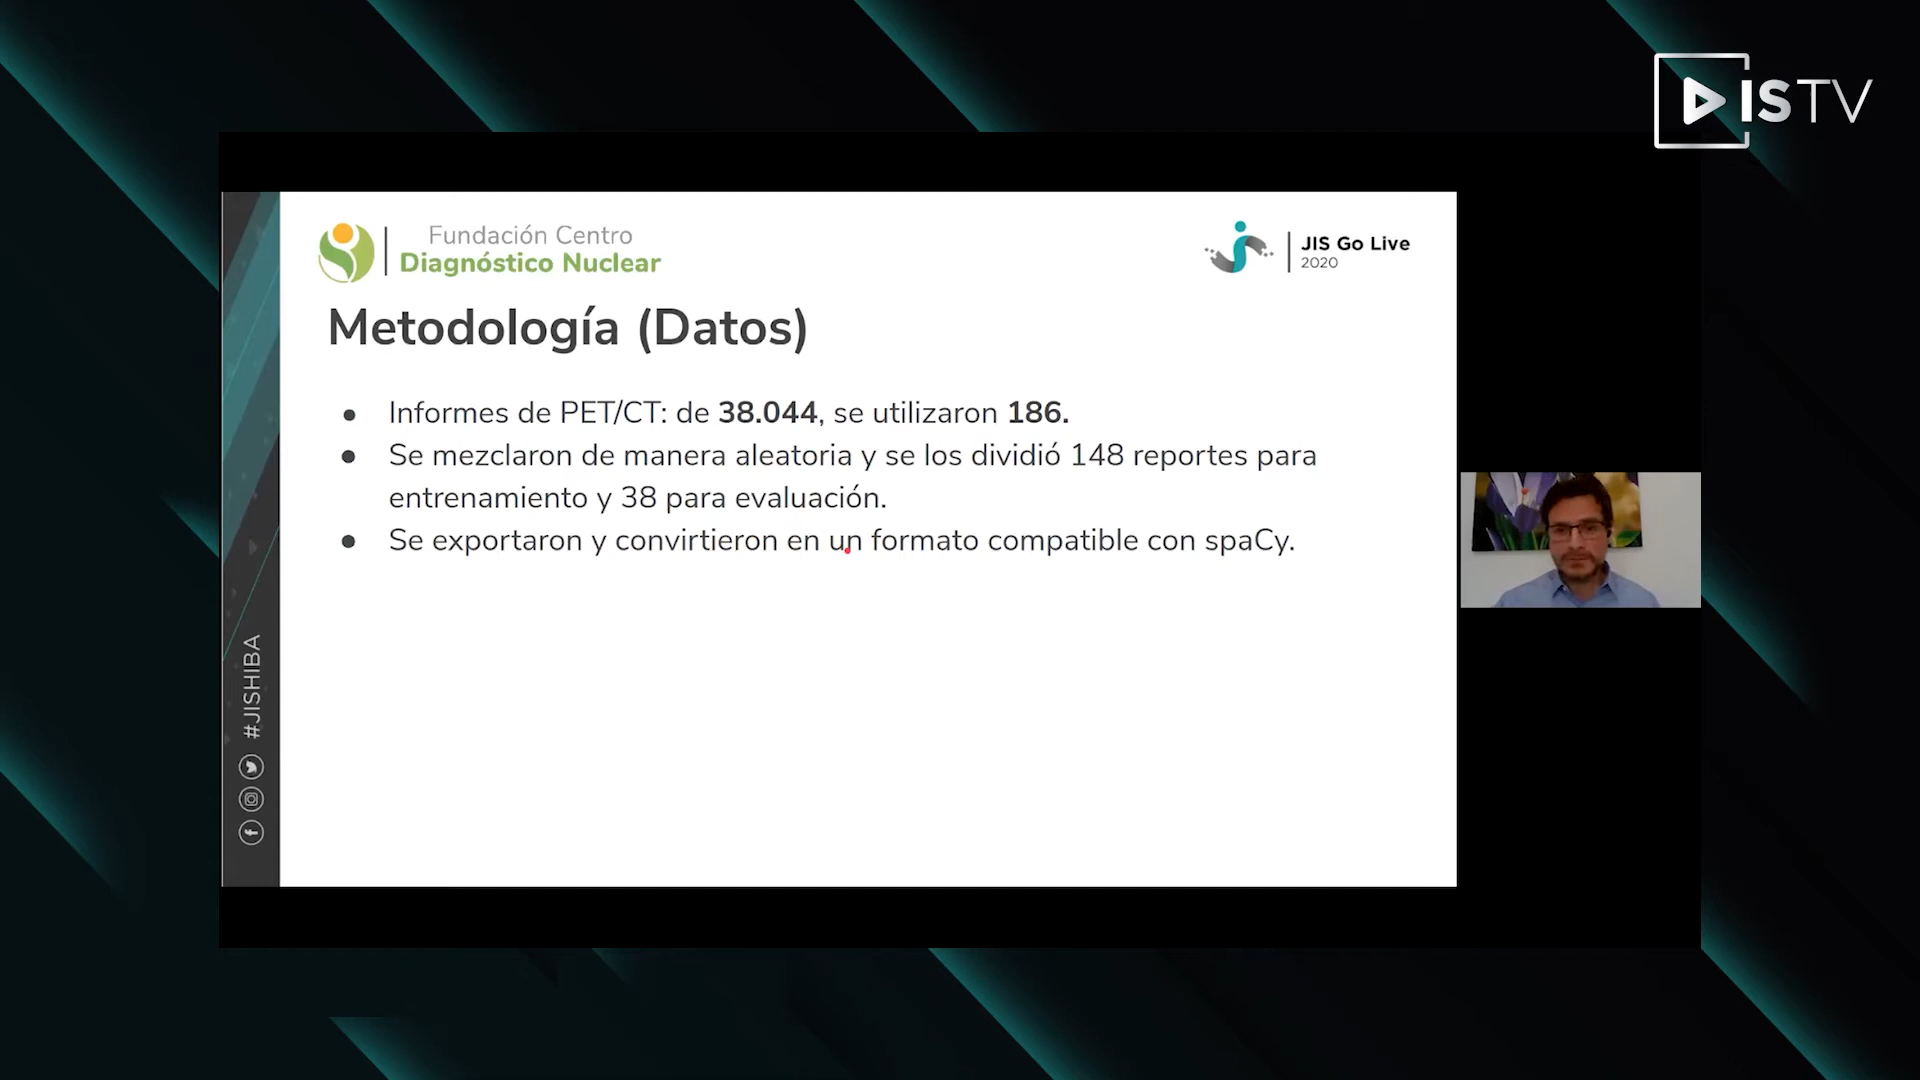 ISTV
Fundación Centro
Diagnóstico Nuclear
JIS Go Live
2020
Metodología (Datos)
● Informes de PET/CT: de 38.044, se utilizaron 186.
● Se mezclaron de manera aleatoria y se los dividió 148 reportes para
entrenamiento y 38 para evaluación.
● Se exportaron y convirtieron en un formato compatible con spaCy.
#JISHIBA